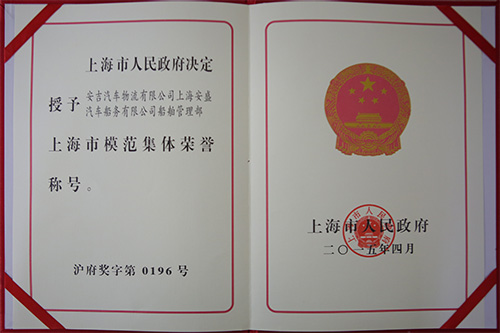 上海市人民政府决定
授予 安吉汽车物流有限公司上海安盛
汽车船务有限公司船舶管理部
上海市模范集体荣誉
称号。
沪府奖字第 0196 号
上海市人民政府
二〇一五年四月